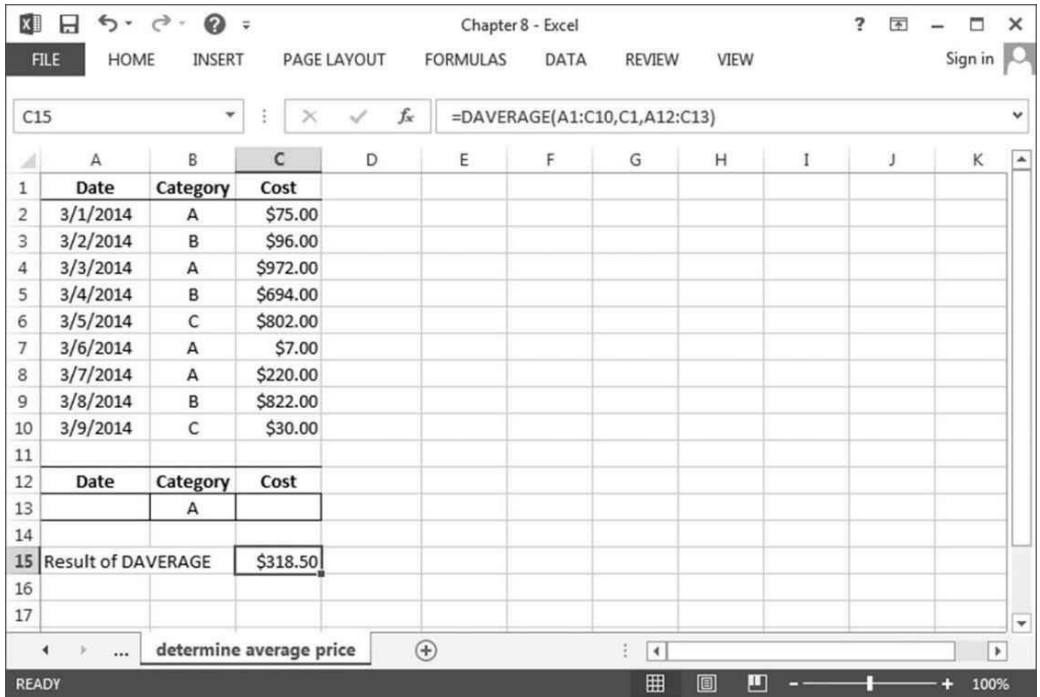 Chapter 8 - Excel
FILE HOME INSERT PAGE LAYOUT FORMULAS DATA REVIEW VIEW Sign in
C15 fx =DAVERAGE(A1:C10,C1,A12:C13)
A B C D E F G H I J K
1 Date Category Cost
2 3/1/2014 A $75.00
3 3/2/2014 B $96.00
4 3/3/2014 A $972.00
5 3/4/2014 B $694.00
6 3/5/2014 C $802.00
7 3/6/2014 A $7.00
8 3/7/2014 A $220.00
9 3/8/2014 B $822.00
10 3/9/2014 C $30.00
11
12 Date Category Cost
13 A
14
15 Result of DAVERAGE $318.50
16
17
... determine average price
READY 100%